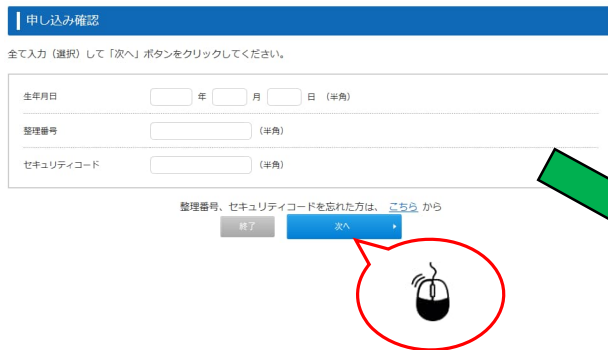 申し込み確認
全て入力（選択）して「次へ」ボタンをクリックしてください。
生年月日 年 月 日 （半角）
整理番号 （半角）
セキュリティコード （半角）
整理番号、セキュリティコードを忘れた方は、 こちら から
終了 次へ